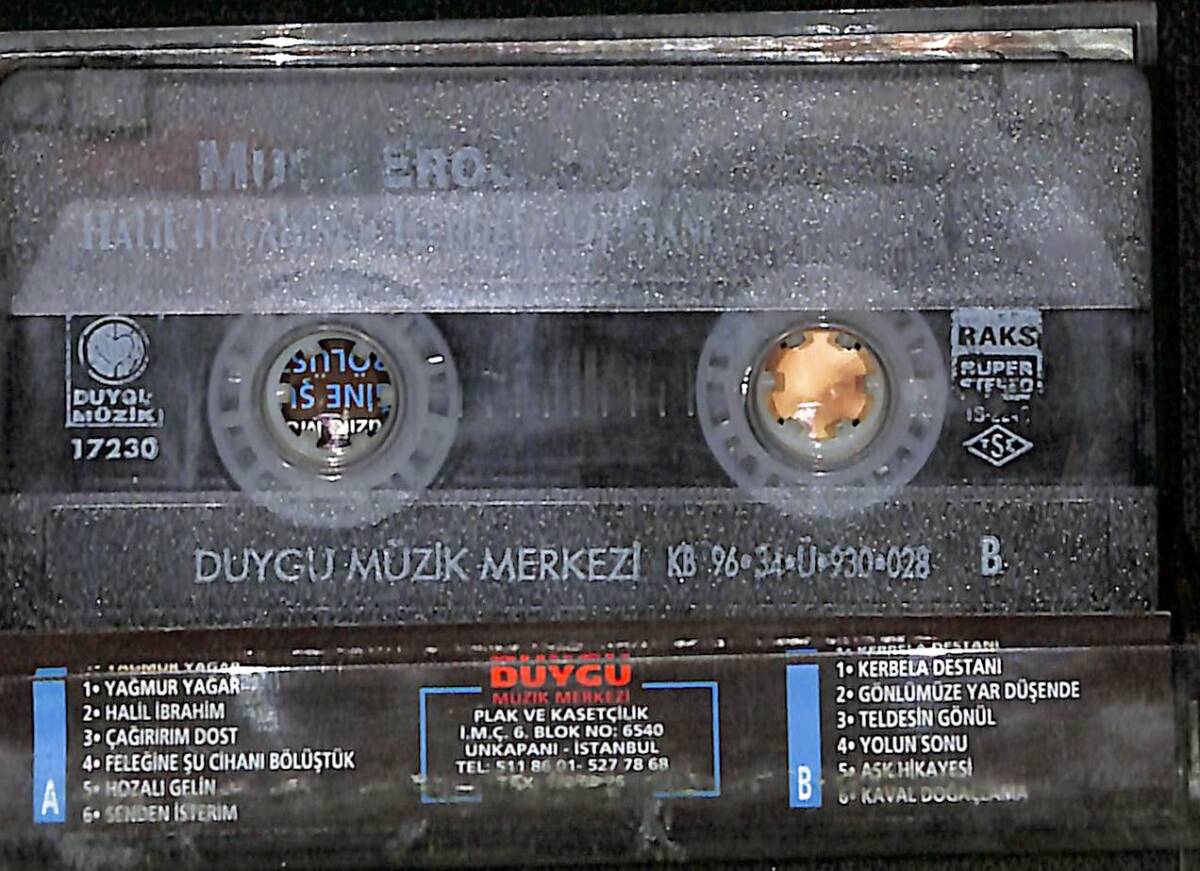 DUYGU
MÜZİK
17230
RAKS
SUPER
STEREO
TSE
DUYGU MÜZİK MERKEZİ KB 96•34•Ü•930•028 B
A
1• YAĞMUR YAĞAR
2• HALİL İBRAHİM
3• ÇAĞIRIRIM DOST
4• FELEĞİNE ŞU CİHANI BÖLÜŞTÜK
5• HOZALI GELİN
6• SENDEN İSTERİM
DUYGU
MÜZİK MERKEZİ
PLAK VE KASETÇİLİK
I.M.Ç. 6. BLOK NO: 6540
UNKAPANI - İSTANBUL
TEL: 511 86 01- 527 78 68
B
1• KERBELA DESTANI
2• GÖNLÜMÜZE YAR DÜŞENDE
3• TELDESİN GÖNÜL
4• YOLUN SONU
5• AŞK HİKAYESİ
6• KAVAL DOĞAÇLAMA